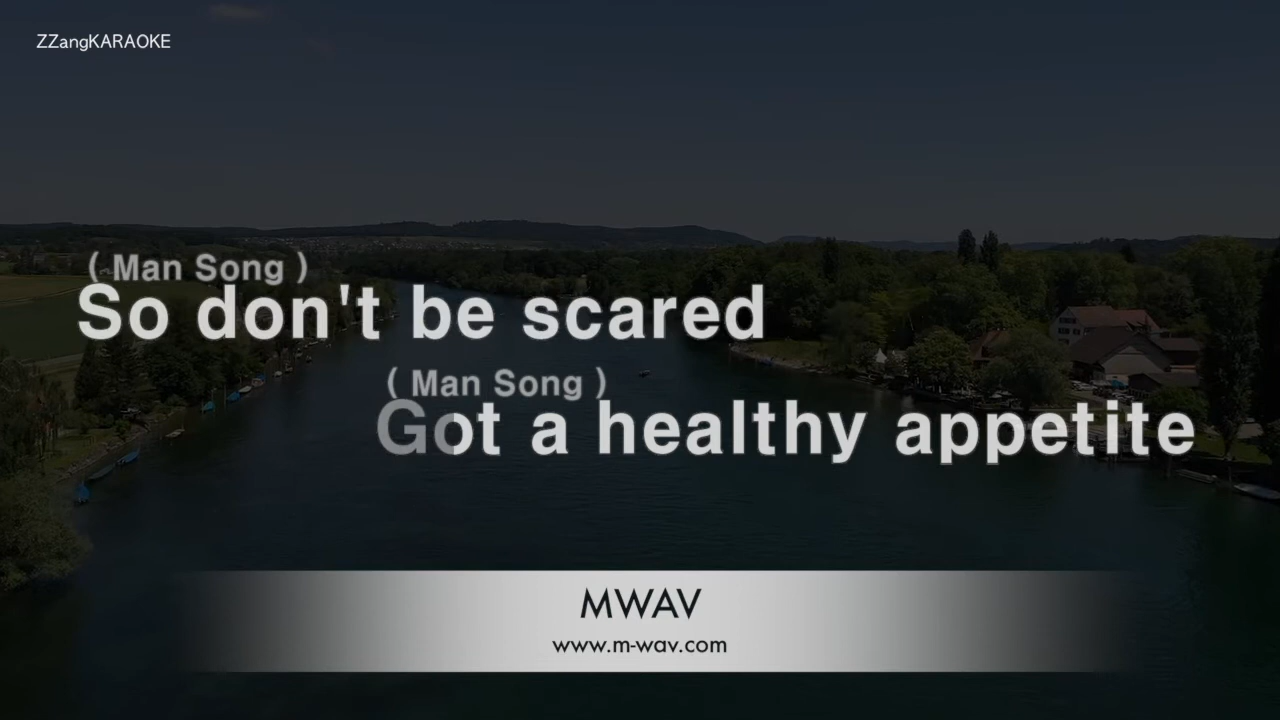 ZZangKARAOKE
( Man Song )
So don't be scared
( Man Song )
Got a healthy appetite
MWAV
www.m-wav.com